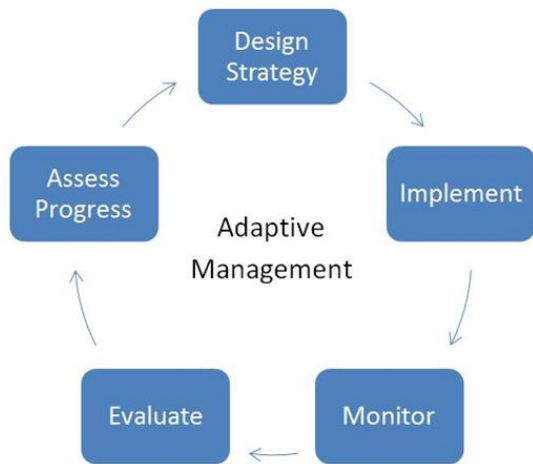 Design
Strategy
Implement
Monitor
Evaluate
Assess
Progress
Adaptive
Management